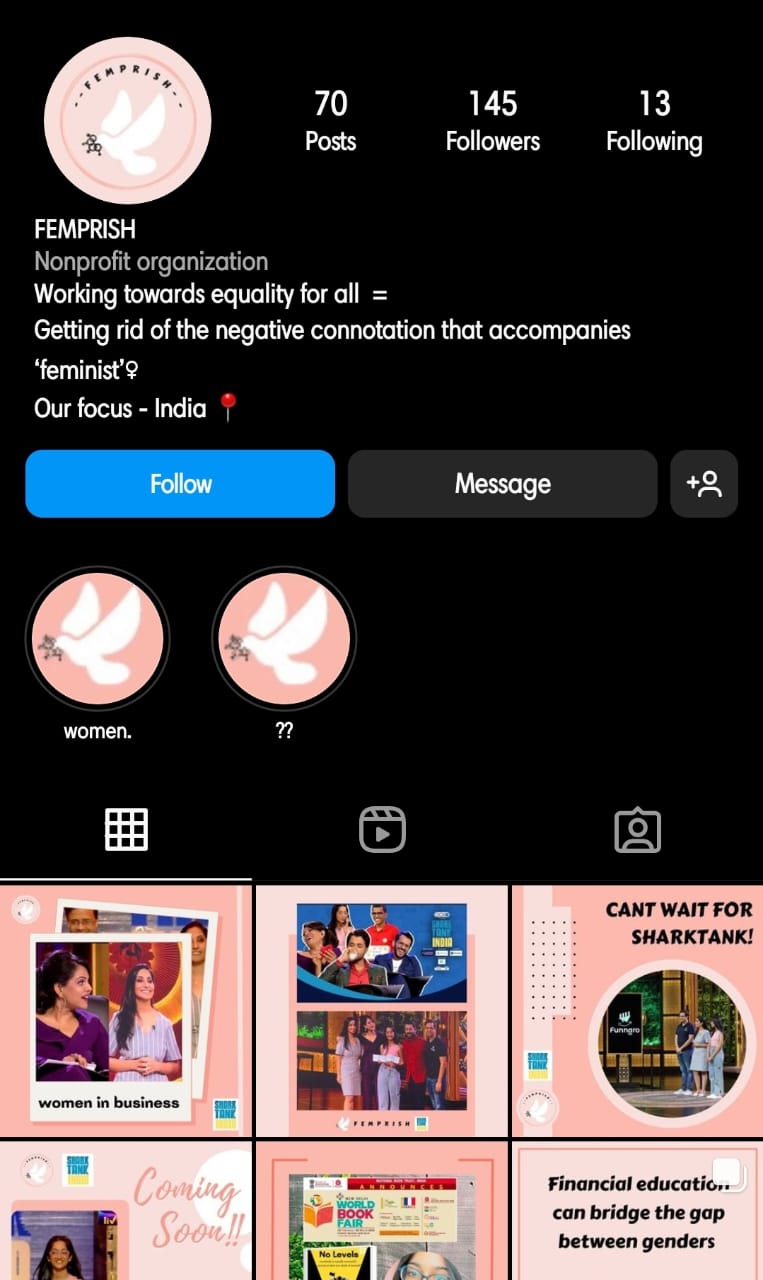 --FEMPRISH--
70
145
13
Posts
Followers
Following
FEMPRISH
Nonprofit organization
Working towards equality for all =
Getting rid of the negative connotation that accompanies
‘feminist’♀
Our focus - India 📍
Follow
Message
women.
??
women in business
SHARK
TANK
INDIA
SHARK
TANK
INDIA
FEMPRISH
CANT WAIT FOR
SHARKTANK!
Funngro
SHARK
TANK
INDIA
SHARK
TANK
INDIA
Coming
Soon!!
liv
ANNOUNCES
NEW DELHI
WORLD
BOOK
FAIR
No Levels
Financial education
can bridge the gap
between genders